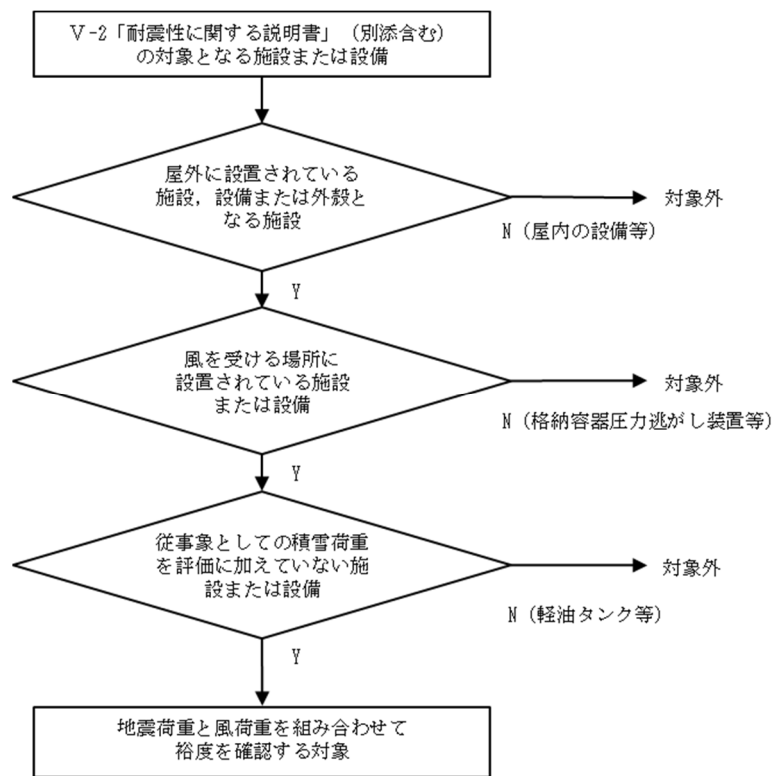 Ⅴ-2「耐震性に関する説明書」（別添含む）
の対象となる施設または設備
屋外に設置されている
施設，設備または外殻と
なる施設
対象外
N（屋内の設備等）
Y
風を受ける場所に
設置されている施設
または設備
対象外
N（格納容器圧力逃がし装置等）
Y
従事象としての積雪荷重
を評価に加えていない施
設または設備
対象外
N（軽油タンク等）
Y
地震荷重と風荷重を組み合わせて
裕度を確認する対象